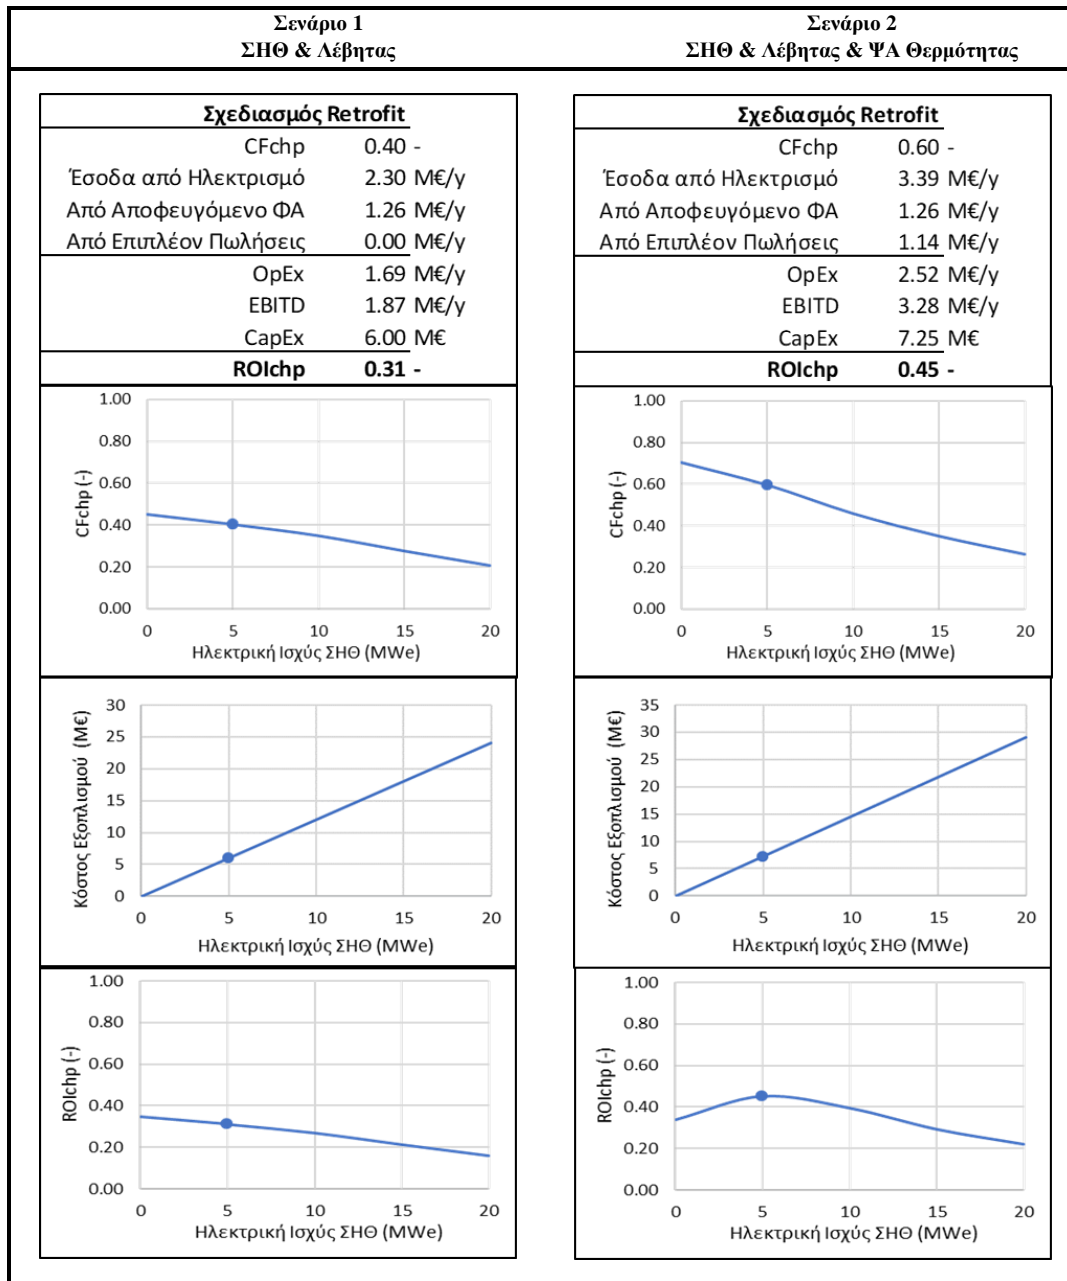 Σενάριο 1
ΣΗΘ & Λέβητας
Σενάριο 2
ΣΗΘ & Λέβητας & ΨΑ Θερμότητας
Σχεδιασμός Retrofit
CFchp 0.40 -
Έσοδα από Ηλεκτρισμό 2.30 M€/y
Από Αποφευγόμενο ΦΑ 1.26 M€/y
Από Επιπλέον Πωλήσεις 0.00 M€/y
OpEx 1.69 M€/y
EBITD 1.87 M€/y
CapEx 6.00 M€
ROIchp 0.31 -
Σχεδιασμός Retrofit
CFchp 0.60 -
Έσοδα από Ηλεκτρισμό 3.39 M€/y
Από Αποφευγόμενο ΦΑ 1.26 M€/y
Από Επιπλέον Πωλήσεις 1.14 M€/y
OpEx 2.52 M€/y
EBITD 3.28 M€/y
CapEx 7.25 M€
ROIchp 0.45 -
CFchp (-)
1.00
0.80
0.60
0.40
0.20
0.00
0 5 10 15 20
Ηλεκτρική Ισχύς ΣΗΘ (MWe)
CFchp (-)
1.00
0.80
0.60
0.40
0.20
0.00
0 5 10 15 20
Ηλεκτρική Ισχύς ΣΗΘ (MWe)
Κόστος Εξοπλισμού (M€)
30
25
20
15
10
5
0
0 5 10 15 20
Ηλεκτρική Ισχύς ΣΗΘ (MWe)
Κόστος Εξοπλισμού (M€)
35
30
25
20
15
10
5
0
0 5 10 15 20
Ηλεκτρική Ισχύς ΣΗΘ (MWe)
ROIchp (-)
1.00
0.80
0.60
0.40
0.20
0.00
0 5 10 15 20
Ηλεκτρική Ισχύς ΣΗΘ (MWe)
ROIchp (-)
1.00
0.80
0.60
0.40
0.20
0.00
0 5 10 15 20
Ηλεκτρική Ισχύς ΣΗΘ (MWe)